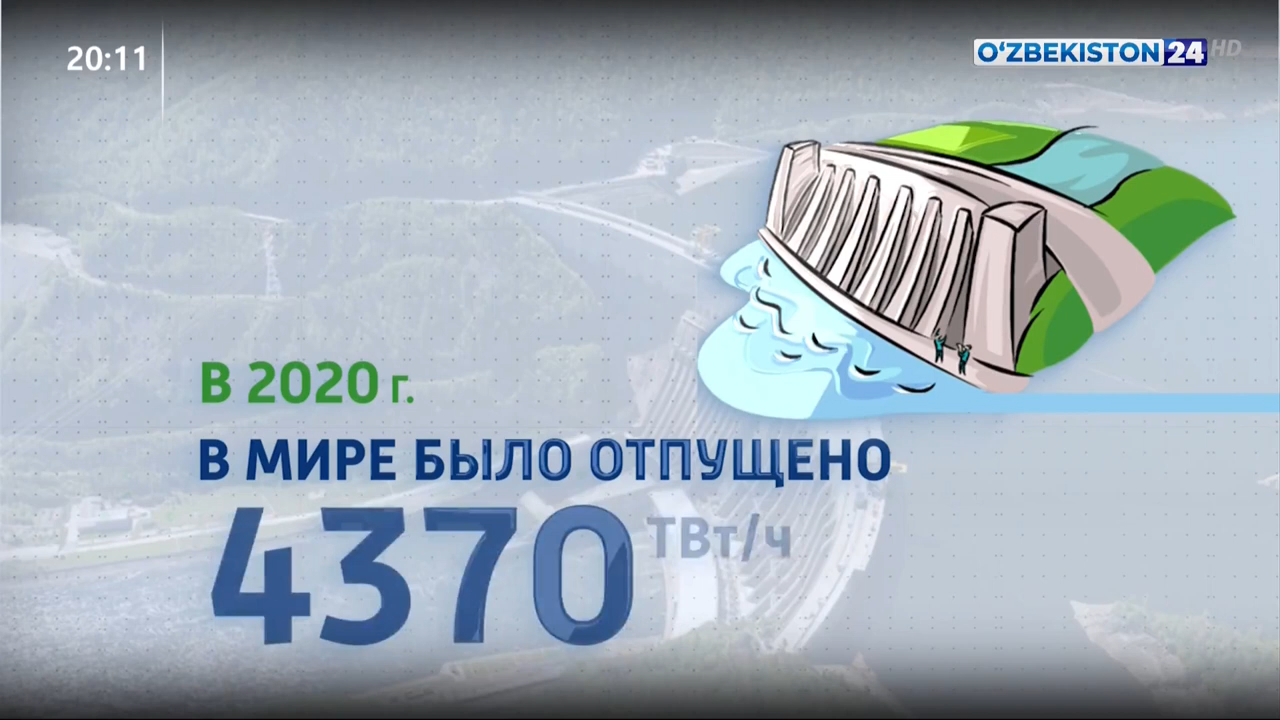 20:11
O‘ZBEKISTON 24 HD
В 2020 г.
В МИРЕ БЫЛО ОТПУЩЕНО
4370 ТВт/ч